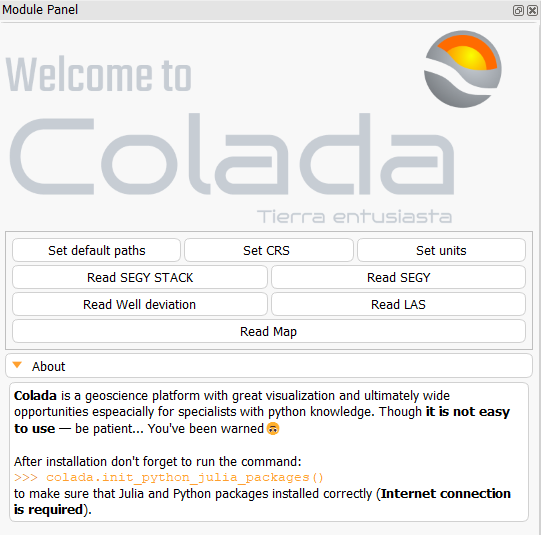 Module Panel
Welcome to
Colada
Tierra entusiasta
Set default paths
Set CRS
Set units
Read SEGY STACK
Read SEGY
Read Well deviation
Read LAS
Read Map
About
Colada is a geoscience platform with great visualization and ultimately wide
opportunities espeacially for specialists with python knowledge. Though it is not easy
to use — be patient... You've been warned🙃
After installation don't forget to run the command:
>>> colada.init_python_julia_packages()
to make sure that Julia and Python packages installed correctly (Internet connection
is required).